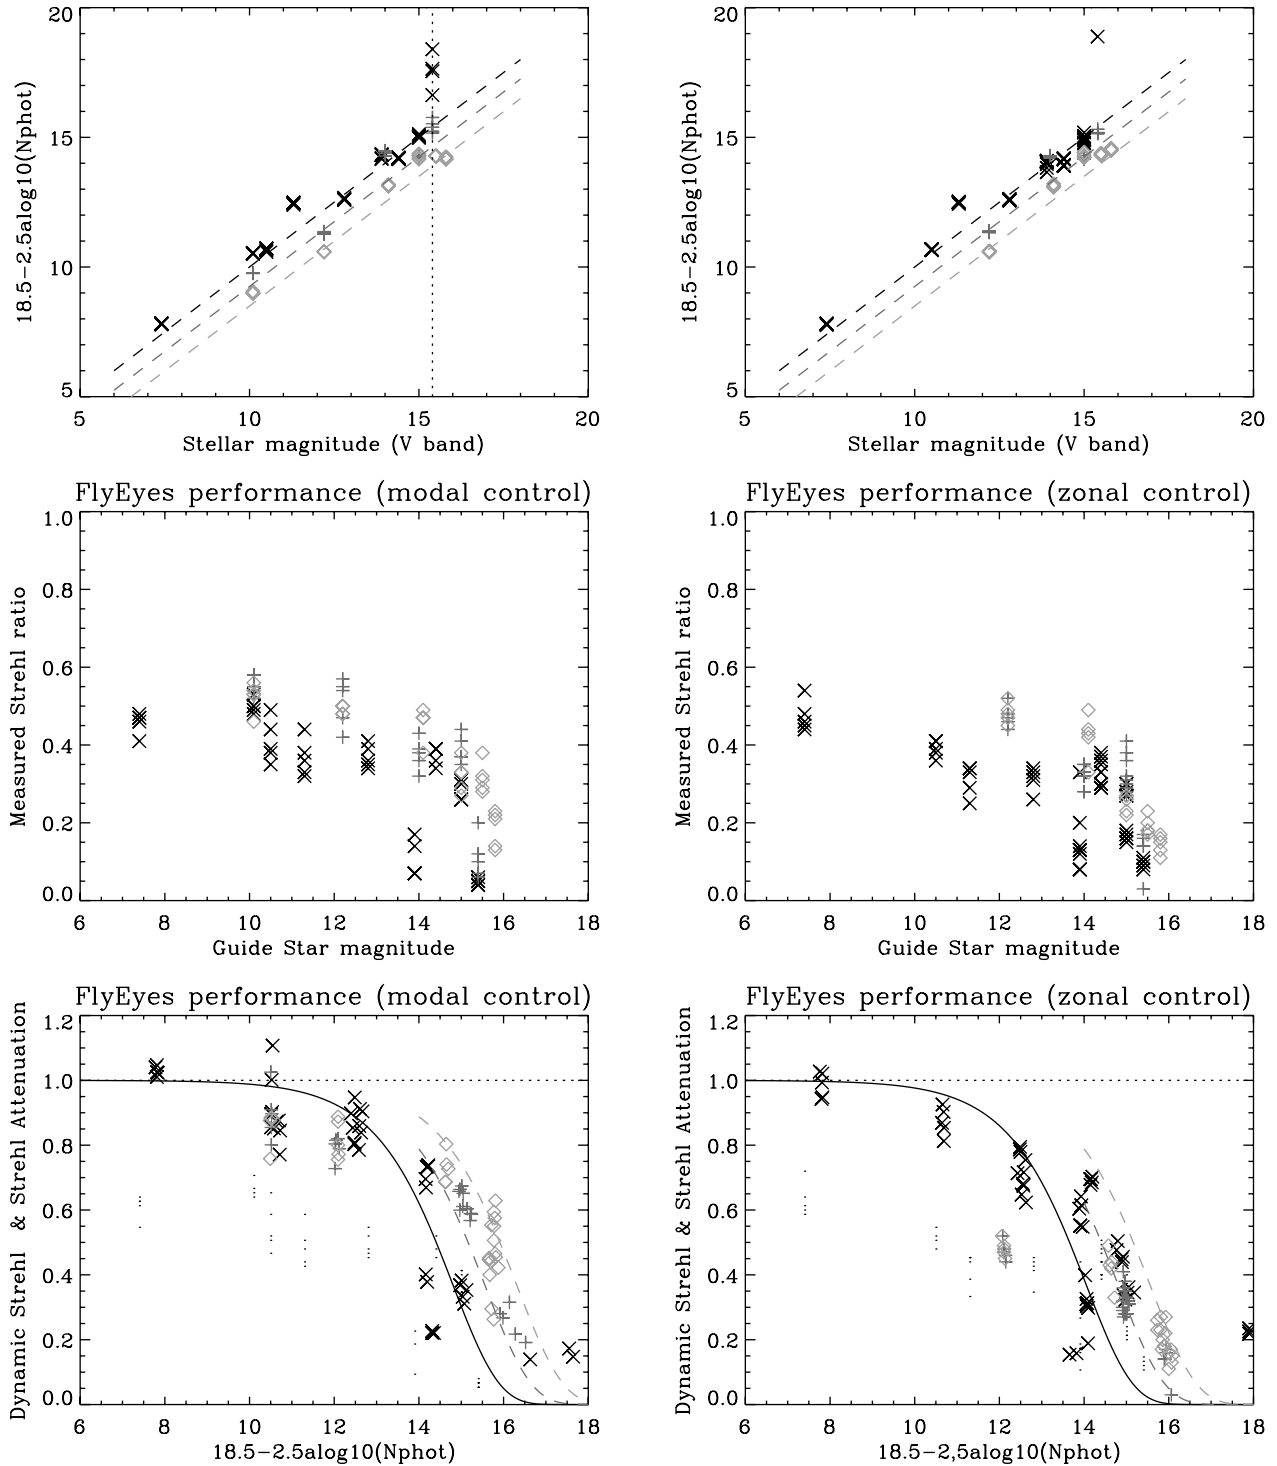 20
15
10
5
18.5-2.5alog10(Nphot)
5 10 15 20
Stellar magnitude (V band)
20
15
10
5
18.5-2.5alog10(Nphot)
5 10 15 20
Stellar magnitude (V band)
FlyEyes performance (modal control)
1.0
0.8
0.6
0.4
0.2
0.0
Measured Strehl ratio
6 8 10 12 14 16 18
Guide Star magnitude
FlyEyes performance (zonal control)
1.0
0.8
0.6
0.4
0.2
0.0
Measured Strehl ratio
6 8 10 12 14 16 18
Guide Star magnitude
FlyEyes performance (modal control)
1.2
1.0
0.8
0.6
0.4
0.2
0.0
Dynamic Strehl & Strehl Attenuation
6 8 10 12 14 16 18
18.5-2.5alog10(Nphot)
FlyEyes performance (zonal control)
1.2
1.0
0.8
0.6
0.4
0.2
0.0
Dynamic Strehl & Strehl Attenuation
6 8 10 12 14 16 18
18.5-2,5alog10(Nphot)